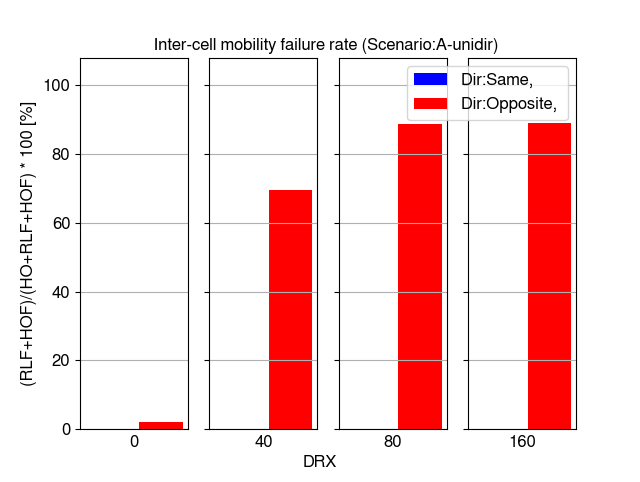 Inter-cell mobility failure rate (Scenario:A-unidir)
Dir:Same,
Dir:Opposite,
(RLF+HOF)/(HO+RLF+HOF) * 100 [%]
100
80
60
40
20
0
0 40 80 160
DRX